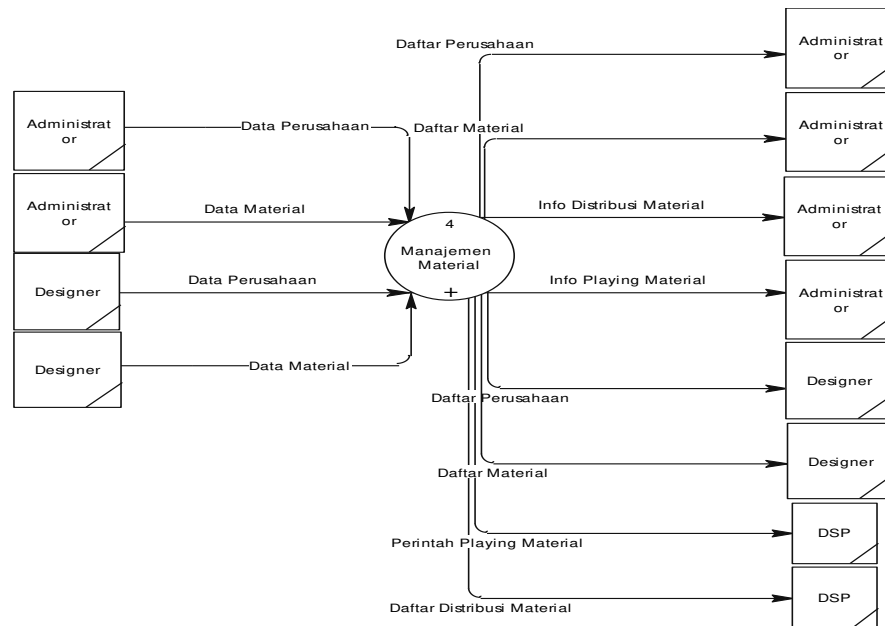 Administrat
or
Data Perusahaan
Administrat
or
Data Material
Designer
Data Perusahaan
Designer
Data Material
4
Manajemen
Material
+
Daftar Perusahaan
Administrat
or
Daftar Material
Administrat
or
Info Distribusi Material
Administrat
or
Info Playing Material
Administrat
or
Daftar Perusahaan
Designer
Daftar Material
Designer
Perintah Playing Material
DSP
Daftar Distribusi Material
DSP